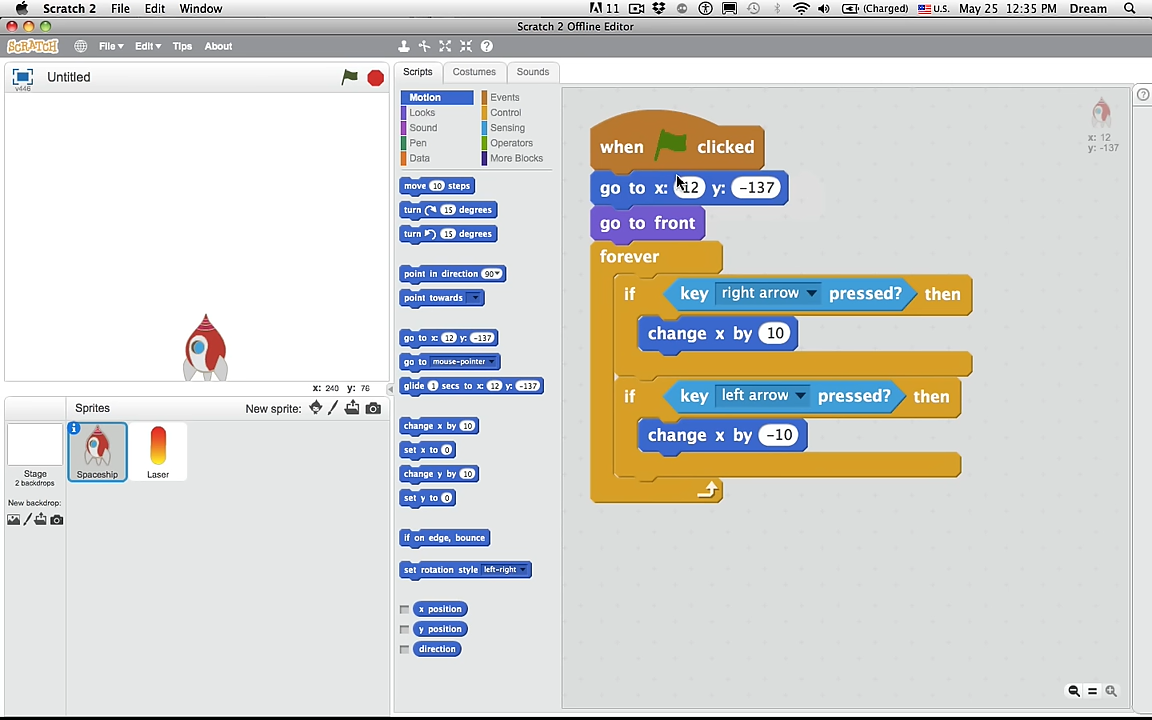 Scratch 2 File Edit Window 11 (Charged) U.S. May 25 12:35 PM Dream
Scratch 2 Offline Editor
SCRATCH File Edit Tips About
Untitled
v446
Scripts Costumes Sounds
Motion Events
Looks Control
Sound Sensing
Pen Operators
Data More Blocks
move 10 steps
turn 15 degrees
turn 15 degrees
point in direction 90
point towards
go to x: 12 y: -137
go to mouse-pointer
glide 1 secs to x: 12 y: -137
change x by 10
set x to 0
change y by 10
set y to 0
if on edge, bounce
set rotation style left-right
x position
y position
direction
when clicked
go to x: 12 y: -137
go to front
forever
if key right arrow pressed? then
change x by 10
if key left arrow pressed? then
change x by -10
x: 12
y: -137
x: 240 y: 76
Sprites New sprite:
Stage
2 backdrops
Spaceship
Laser
New backdrop: